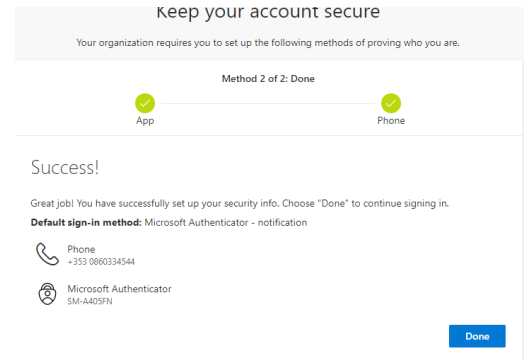 Keep your account secure
Your organization requires you to set up the following methods of proving who you are.
Method 2 of 2: Done
App
Phone
Success!
Great job! You have successfully set up your security info. Choose "Done" to continue signing in.
Default sign-in method: Microsoft Authenticator - notification
Phone
+353 0860334544
Microsoft Authenticator
SM-A405FN
Done